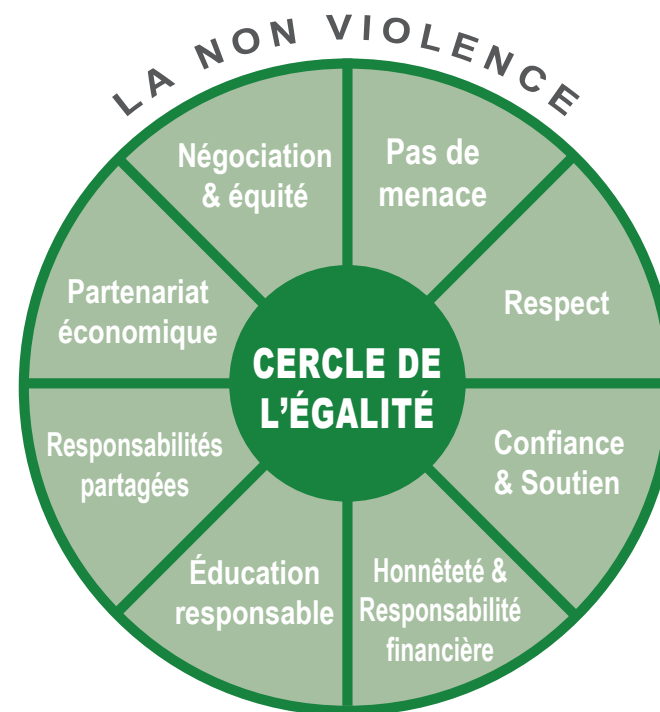 LA NON VIOLENCE
Négociation
& équité
Pas de
menace
Respect
Confiance
& Soutien
Honnêteté &
Responsabilité
financière
Éducation
responsable
Responsabilités
partagées
Partenariat
économique
CERCLE DE
L’ÉGALITÉ